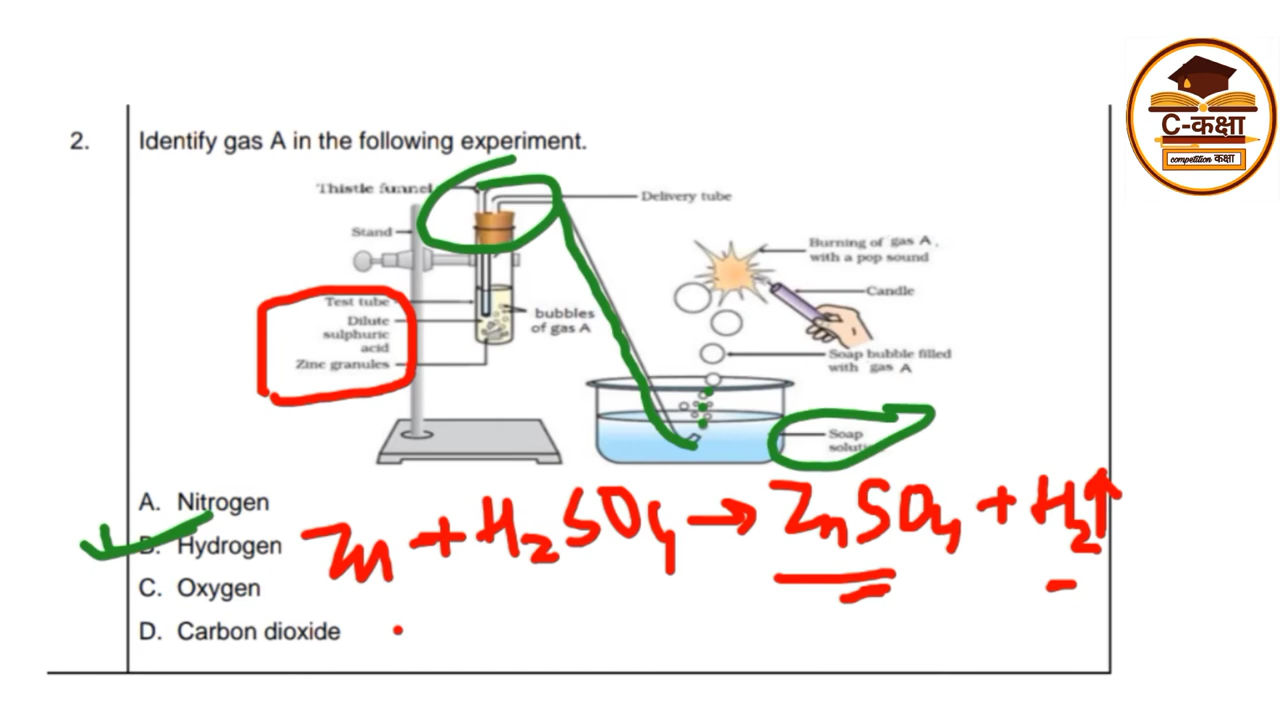 C-कक्षा
competition कक्षा
2. Identify gas A in the following experiment.
Thistle funnel
Delivery tube
Stand
Burning of gas A,
with a pop sound
Candle
Test tube
bubbles
of gas A
Dilute
sulphuric
acid
Zinc granules
Soap bubble filled
with gas A
Soap
A. Nitrogen
B. Hydrogen
C. Oxygen
D. Carbon dioxide
Zn + H₂SO₄ → ZnSO₄ + H₂↑